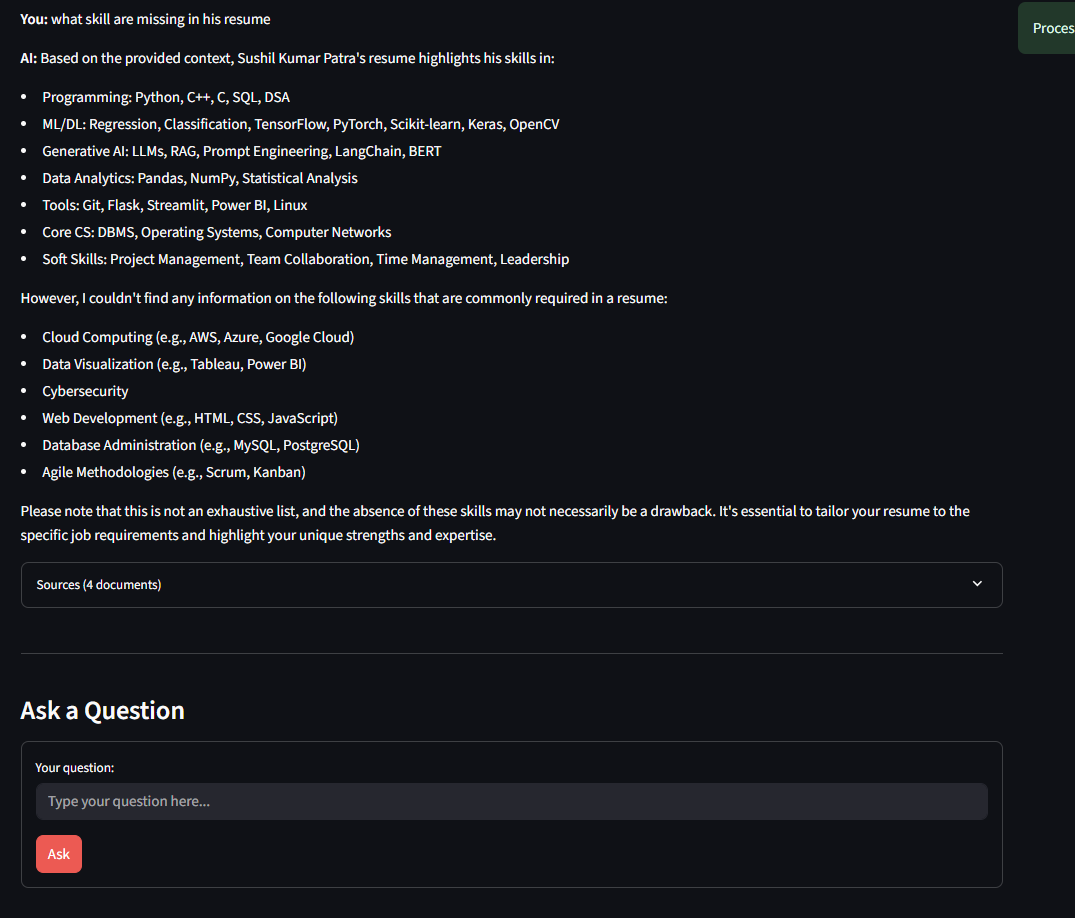 You: what skill are missing in his resume
Proces
AI: Based on the provided context, Sushil Kumar Patra's resume highlights his skills in:
• Programming: Python, C++, C, SQL, DSA
• ML/DL: Regression, Classification, TensorFlow, PyTorch, Scikit-learn, Keras, OpenCV
• Generative AI: LLMs, RAG, Prompt Engineering, LangChain, BERT
• Data Analytics: Pandas, NumPy, Statistical Analysis
• Tools: Git, Flask, Streamlit, Power BI, Linux
• Core CS: DBMS, Operating Systems, Computer Networks
• Soft Skills: Project Management, Team Collaboration, Time Management, Leadership
However, I couldn't find any information on the following skills that are commonly required in a resume:
• Cloud Computing (e.g., AWS, Azure, Google Cloud)
• Data Visualization (e.g., Tableau, Power BI)
• Cybersecurity
• Web Development (e.g., HTML, CSS, JavaScript)
• Database Administration (e.g., MySQL, PostgreSQL)
• Agile Methodologies (e.g., Scrum, Kanban)
Please note that this is not an exhaustive list, and the absence of these skills may not necessarily be a drawback. It's essential to tailor your resume to the
specific job requirements and highlight your unique strengths and expertise.
Sources (4 documents)
Ask a Question
Your question:
Type your question here...
Ask